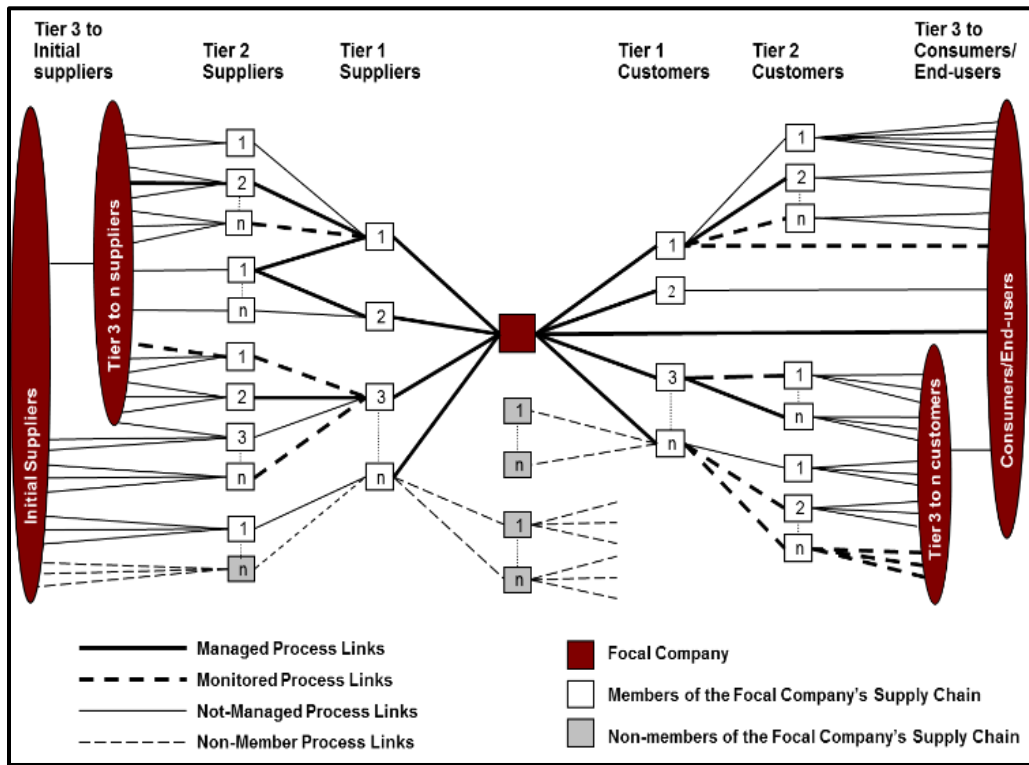 Tier 3 to
Initial
suppliers
Tier 2
Suppliers
Tier 1
Suppliers
Tier 1
Customers
Tier 2
Customers
Tier 3 to
Consumers/
End-users
Initial Suppliers
Tier 3 to n suppliers
1
2
n
1
n
1
2
3
n
1
n
1
2
3
n
1
n
1
n
1
2
3
n
1
2
n
1
n
1
2
n
Tier 3 to n customers
Consumers/End-users
Managed Process Links
Monitored Process Links
Not-Managed Process Links
Non-Member Process Links
Focal Company
Members of the Focal Company's Supply Chain
Non-members of the Focal Company's Supply Chain